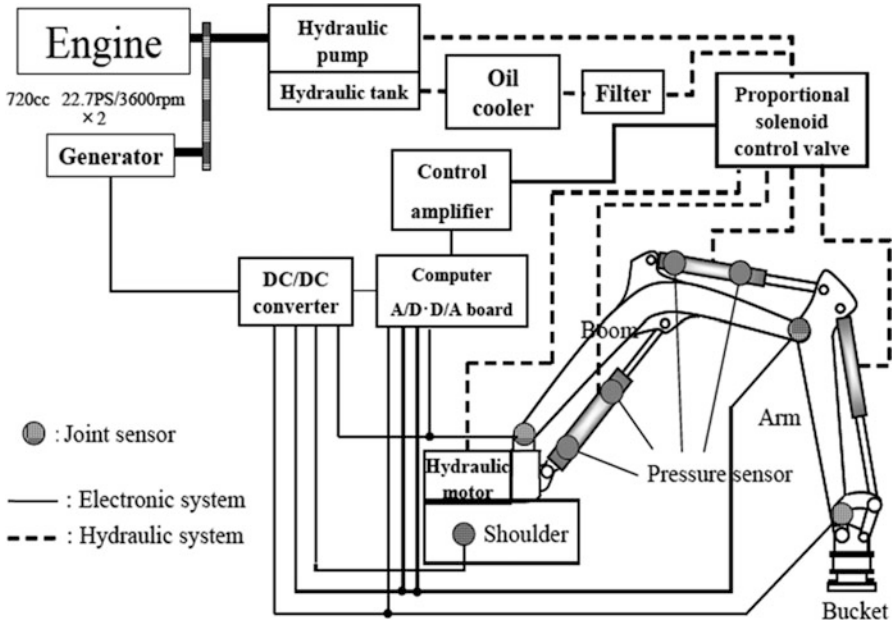 Engine
720cc 22.7PS/3600rpm
×2
Generator
Hydraulic
pump
Hydraulic tank
Oil
cooler
Filter
Proportional
solenoid
control valve
Control
amplifier
DC/DC
converter
Computer
A/D·D/A board
Boom
Arm
: Joint sensor
Hydraulic
motor
Pressure sensor
: Electronic system
: Hydraulic system
Shoulder
Bucket